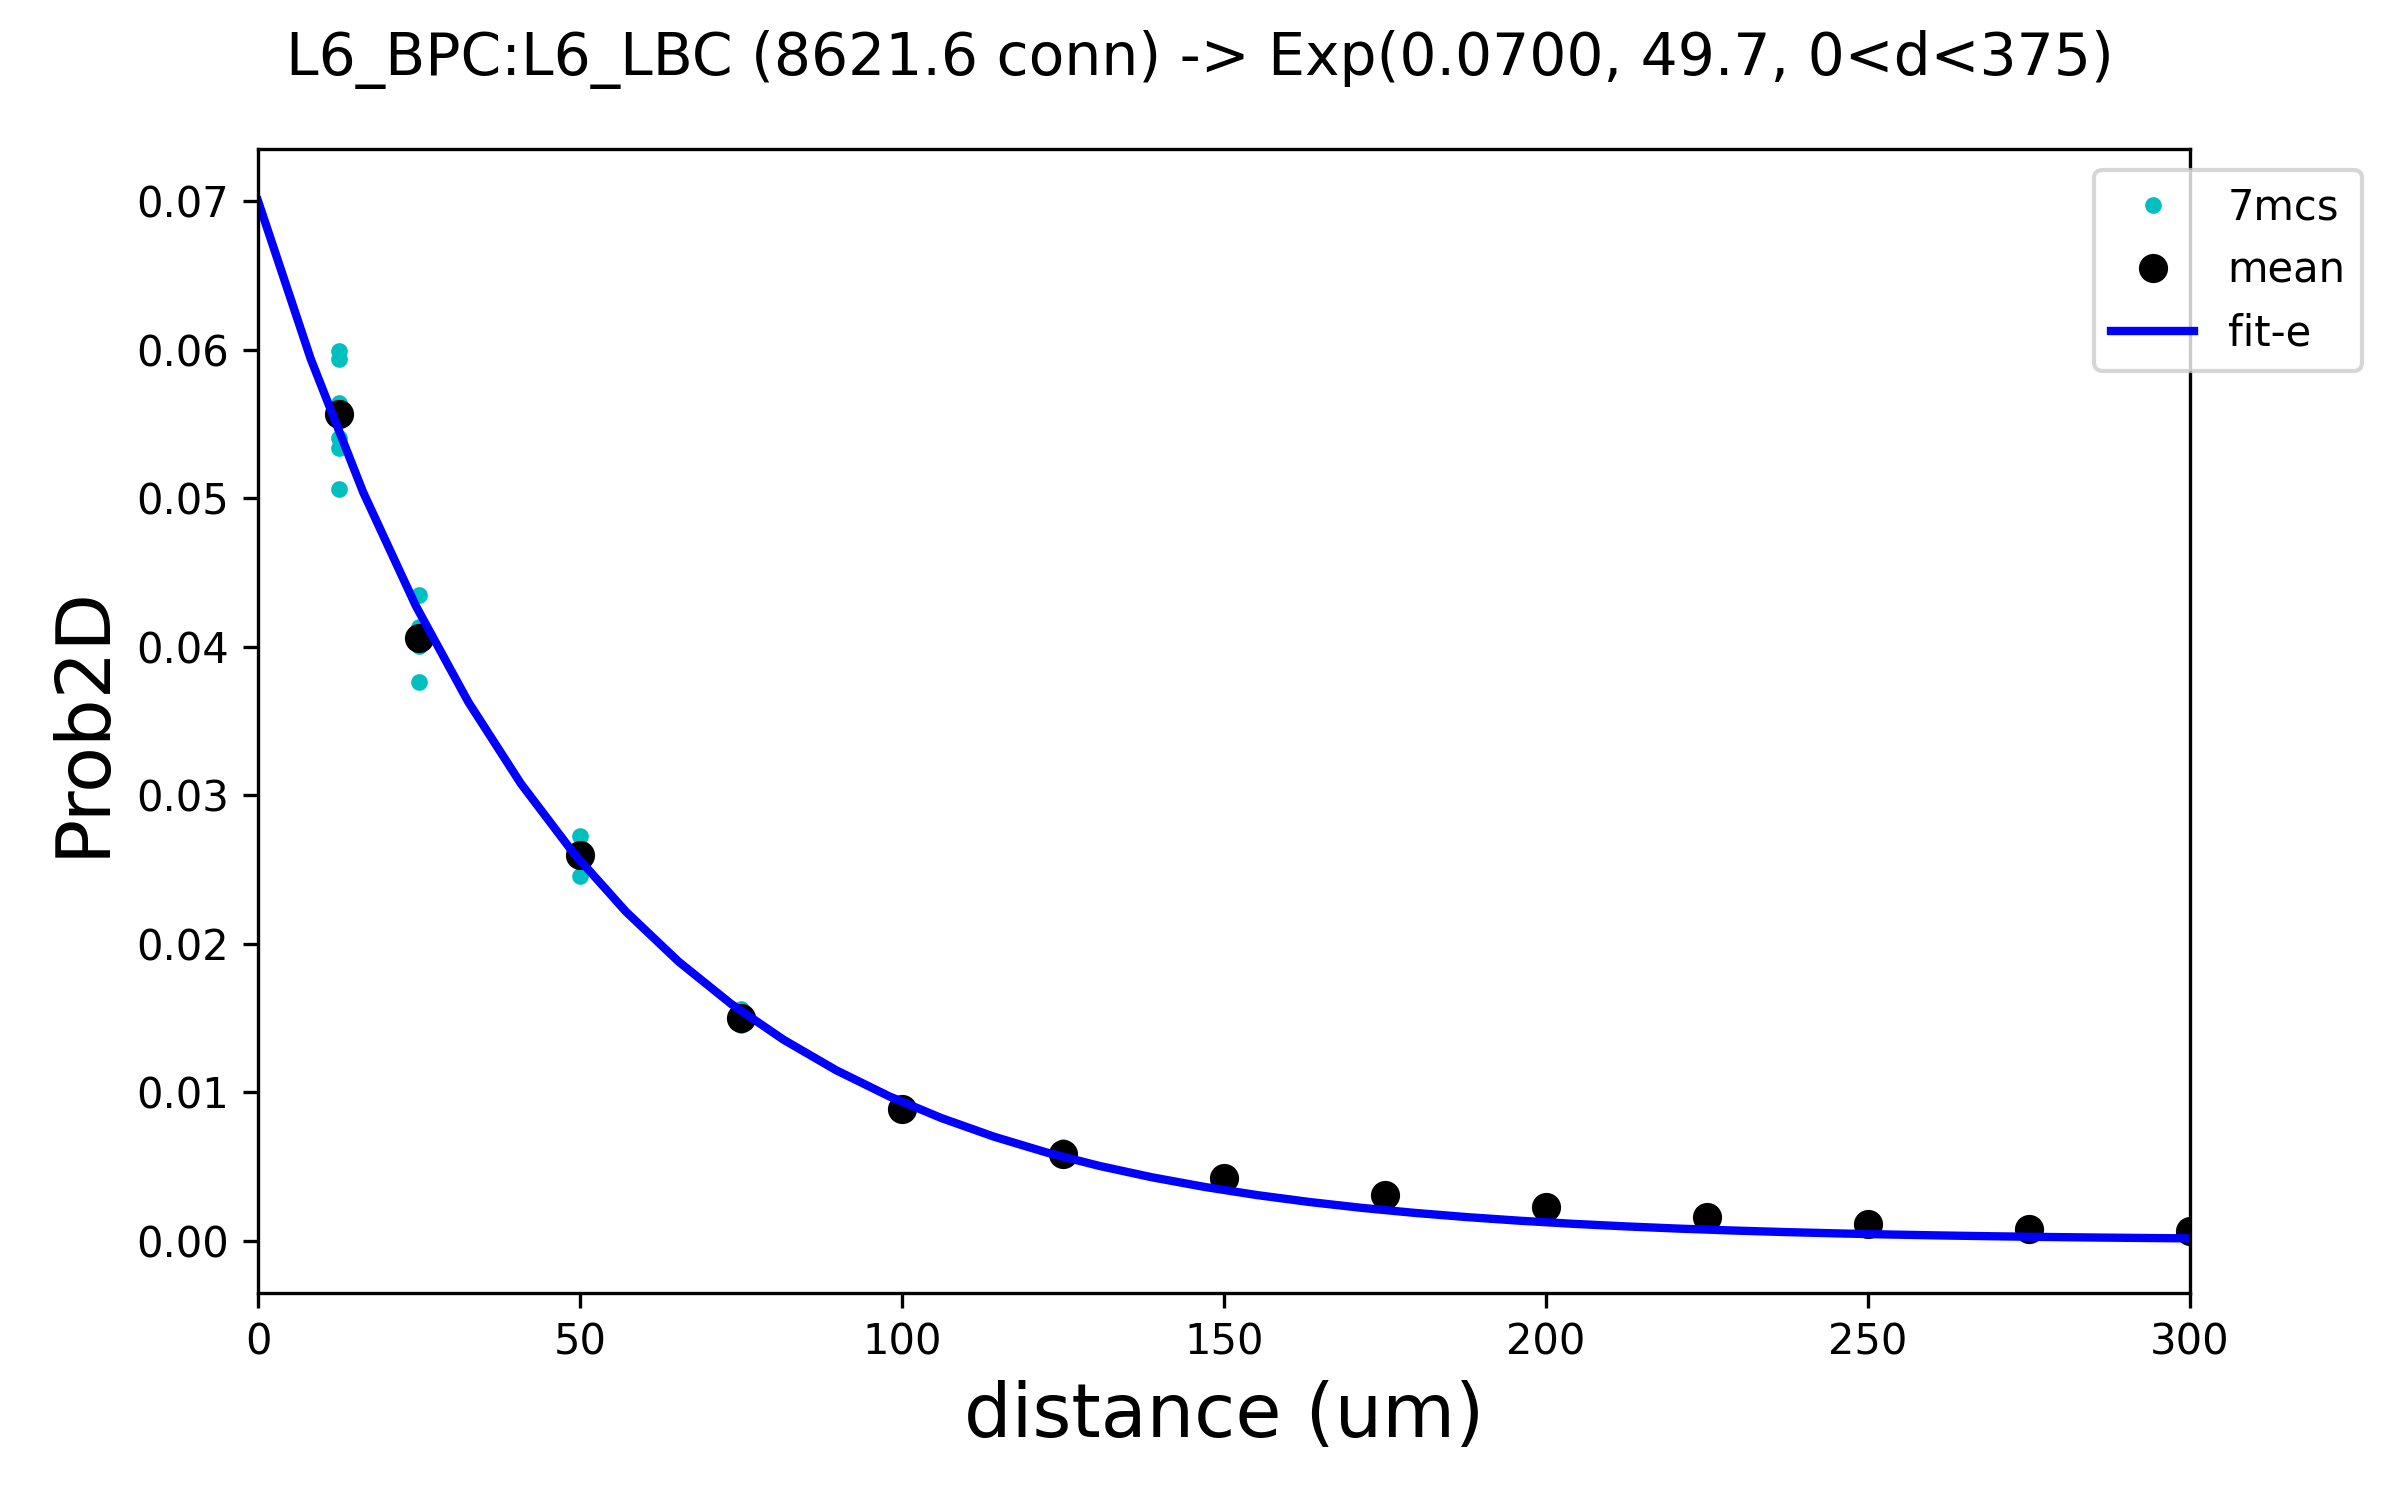 L6_BPC:L6_LBC (8621.6 conn) -> Exp(0.0700, 49.7, 0<d<375)
7mcs
mean
fit-e
Prob2D
0.07
0.06
0.05
0.04
0.03
0.02
0.01
0.00
0 50 100 150 200 250 300
distance (um)